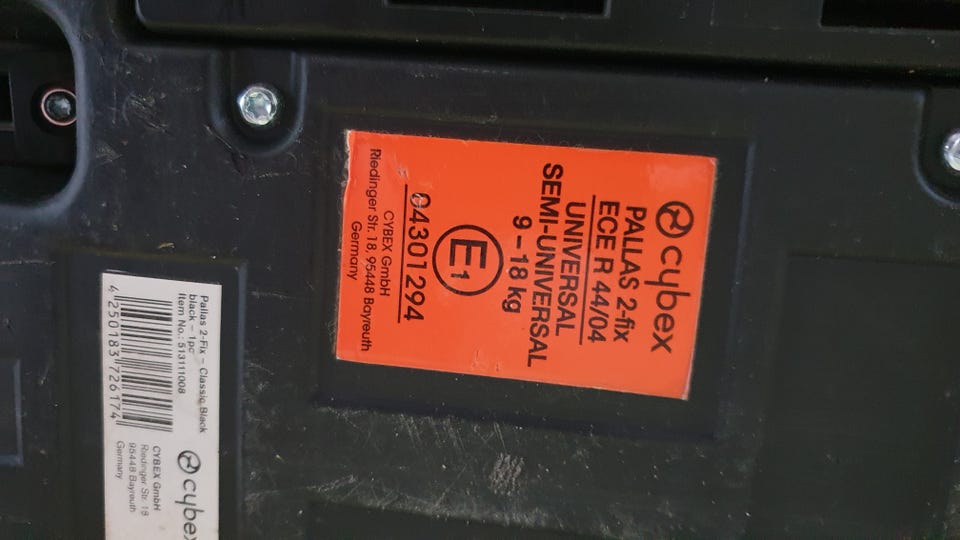 cybex
PALLAS 2-fix
ECE R 44/04
UNIVERSAL
SEMI-UNIVERSAL
9 – 18 kg
E1
04301294
CYBEX GmbH
Riedinger Str. 18, 95448 Bayreuth
Germany
Pallas 2-Fix – Classic Black
black – 1pc
Item No.: 513111008
4 250183 726174
cybex
CYBEX GmbH
Riedinger Str. 18
95448 Bayreuth
Germany